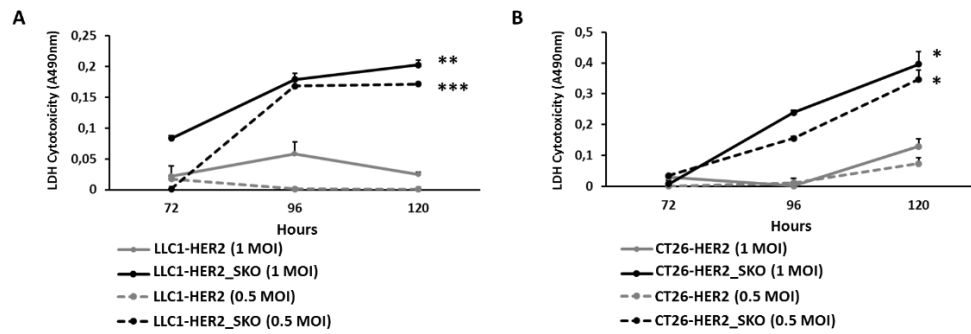 A
LDH Cytotoxicity (A490nm)
0,25
0,2
0,15
0,1
0,05
0
**
***
72
96
120
Hours
LLC1-HER2 (1 MOI)
LLC1-HER2_SKO (1 MOI)
LLC1-HER2 (0.5 MOI)
LLC1-HER2_SKO (0.5 MOI)
B
LDH Cytotoxicity (A490nm)
0,5
0,4
0,3
0,2
0,1
0
*
*
72
96
120
Hours
CT26-HER2 (1 MOI)
CT26-HER2_SKO (1 MOI)
CT26-HER2 (0.5 MOI)
CT26-HER2_SKO (0.5 MOI)